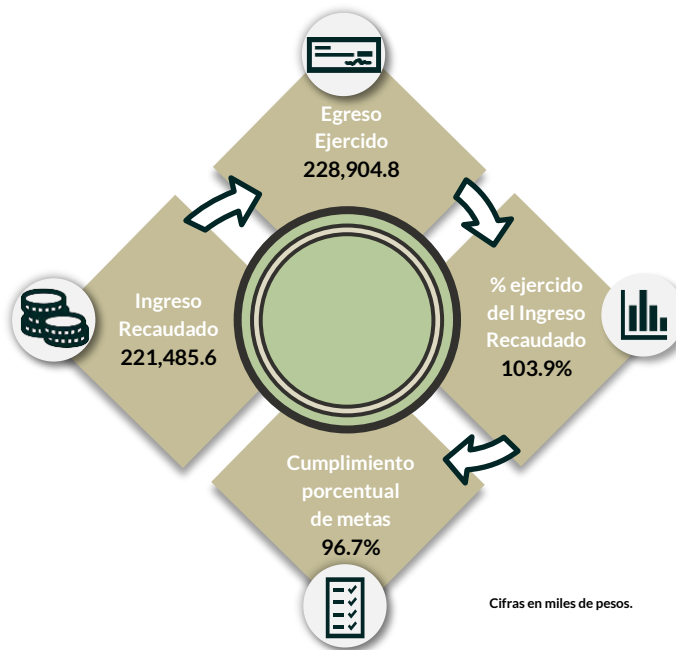 Egreso
Ejercido
228,904.8
Ingreso
Recaudado
221,485.6
% ejercido
del Ingreso
Recaudado
103.9%
Cumplimiento
porcentual
de metas
96.7%
Cifras en miles de pesos.